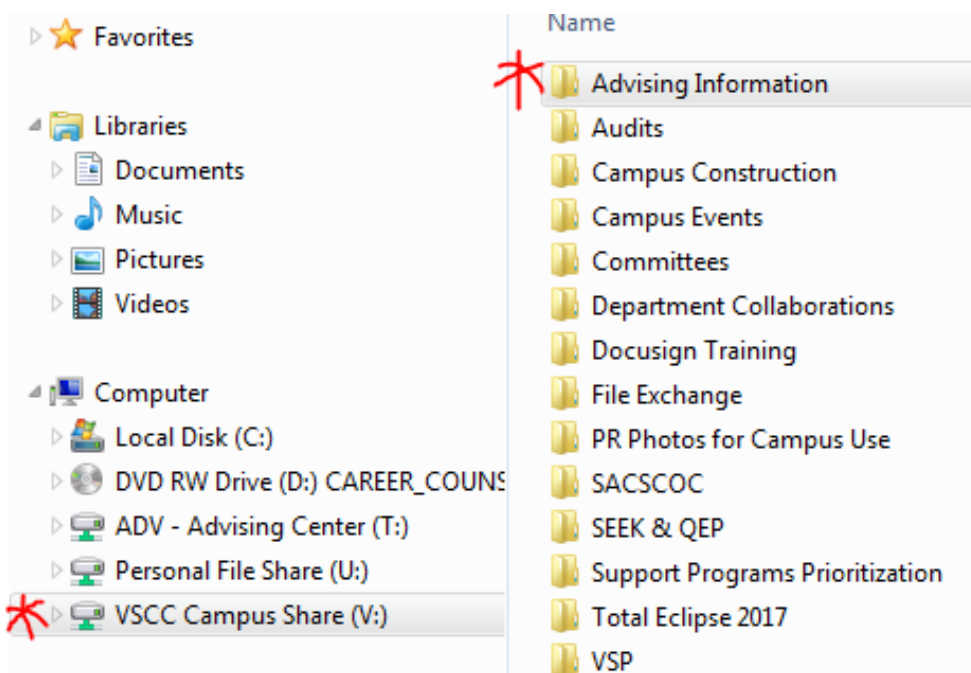 Favorites
Libraries
Documents
Music
Pictures
Videos
Computer
Local Disk (C:)
DVD RW Drive (D:) CAREER_COUNS
ADV - Advising Center (T:)
Personal File Share (U:)
VSCC Campus Share (V:)
Name
Advising Information
Audits
Campus Construction
Campus Events
Committees
Department Collaborations
Docusign Training
File Exchange
PR Photos for Campus Use
SACSCOC
SEEK & QEP
Support Programs Prioritization
Total Eclipse 2017
VSP